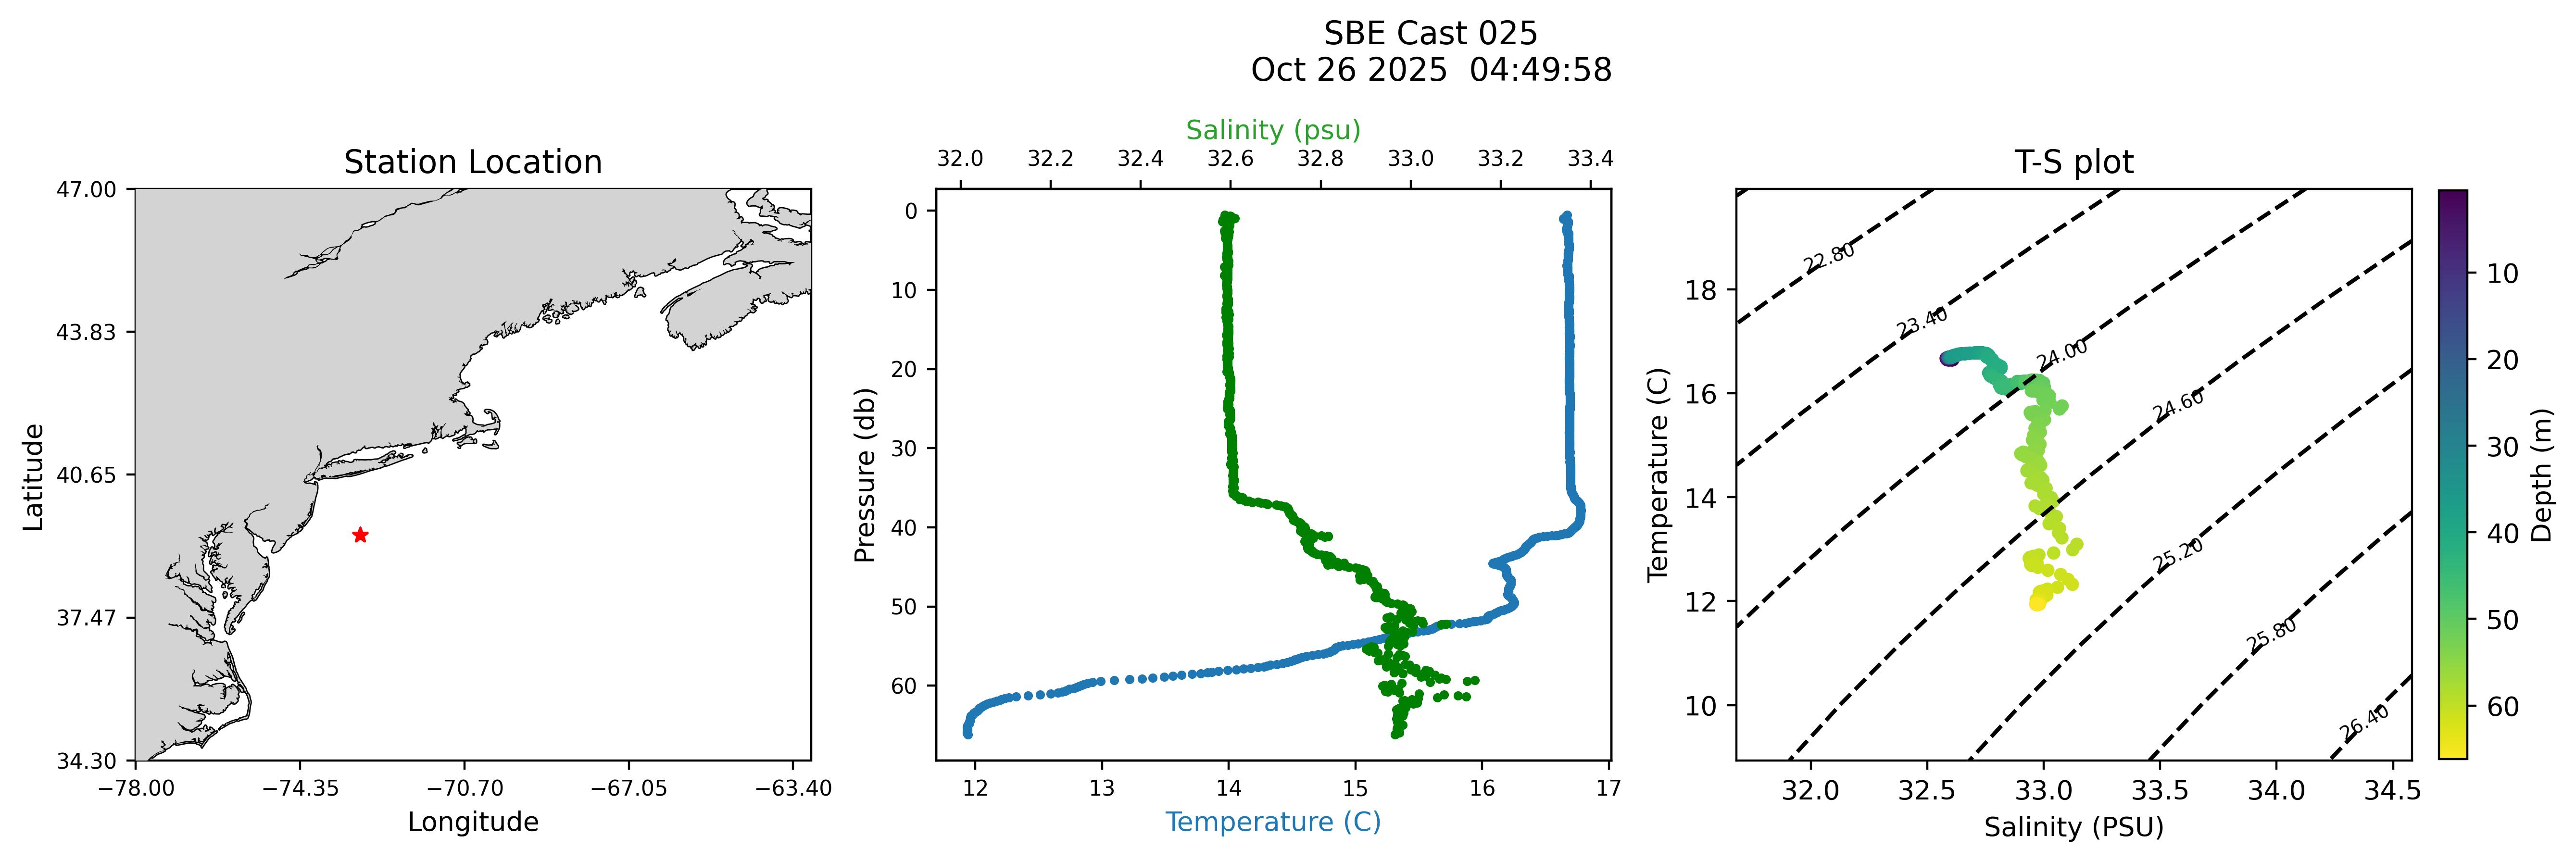 SBE Cast 025
Oct 26 2025  04:49:58
Station Location
47.00
43.83
40.65
37.47
34.30
Latitude
−78.00 −74.35 −70.70 −67.05 −63.40
Longitude
Salinity (psu)
32.0 32.2 32.4 32.6 32.8 33.0 33.2 33.4
0
10
20
30
40
50
60
Pressure (db)
12 13 14 15 16 17
Temperature (C)
T-S plot
18
16
14
12
10
Temperature (C)
22.80
23.40
24.00
24.60
25.20
25.80
26.40
32.0 32.5 33.0 33.5 34.0 34.5
Salinity (PSU)
10
20
30
40
50
60
Depth (m)